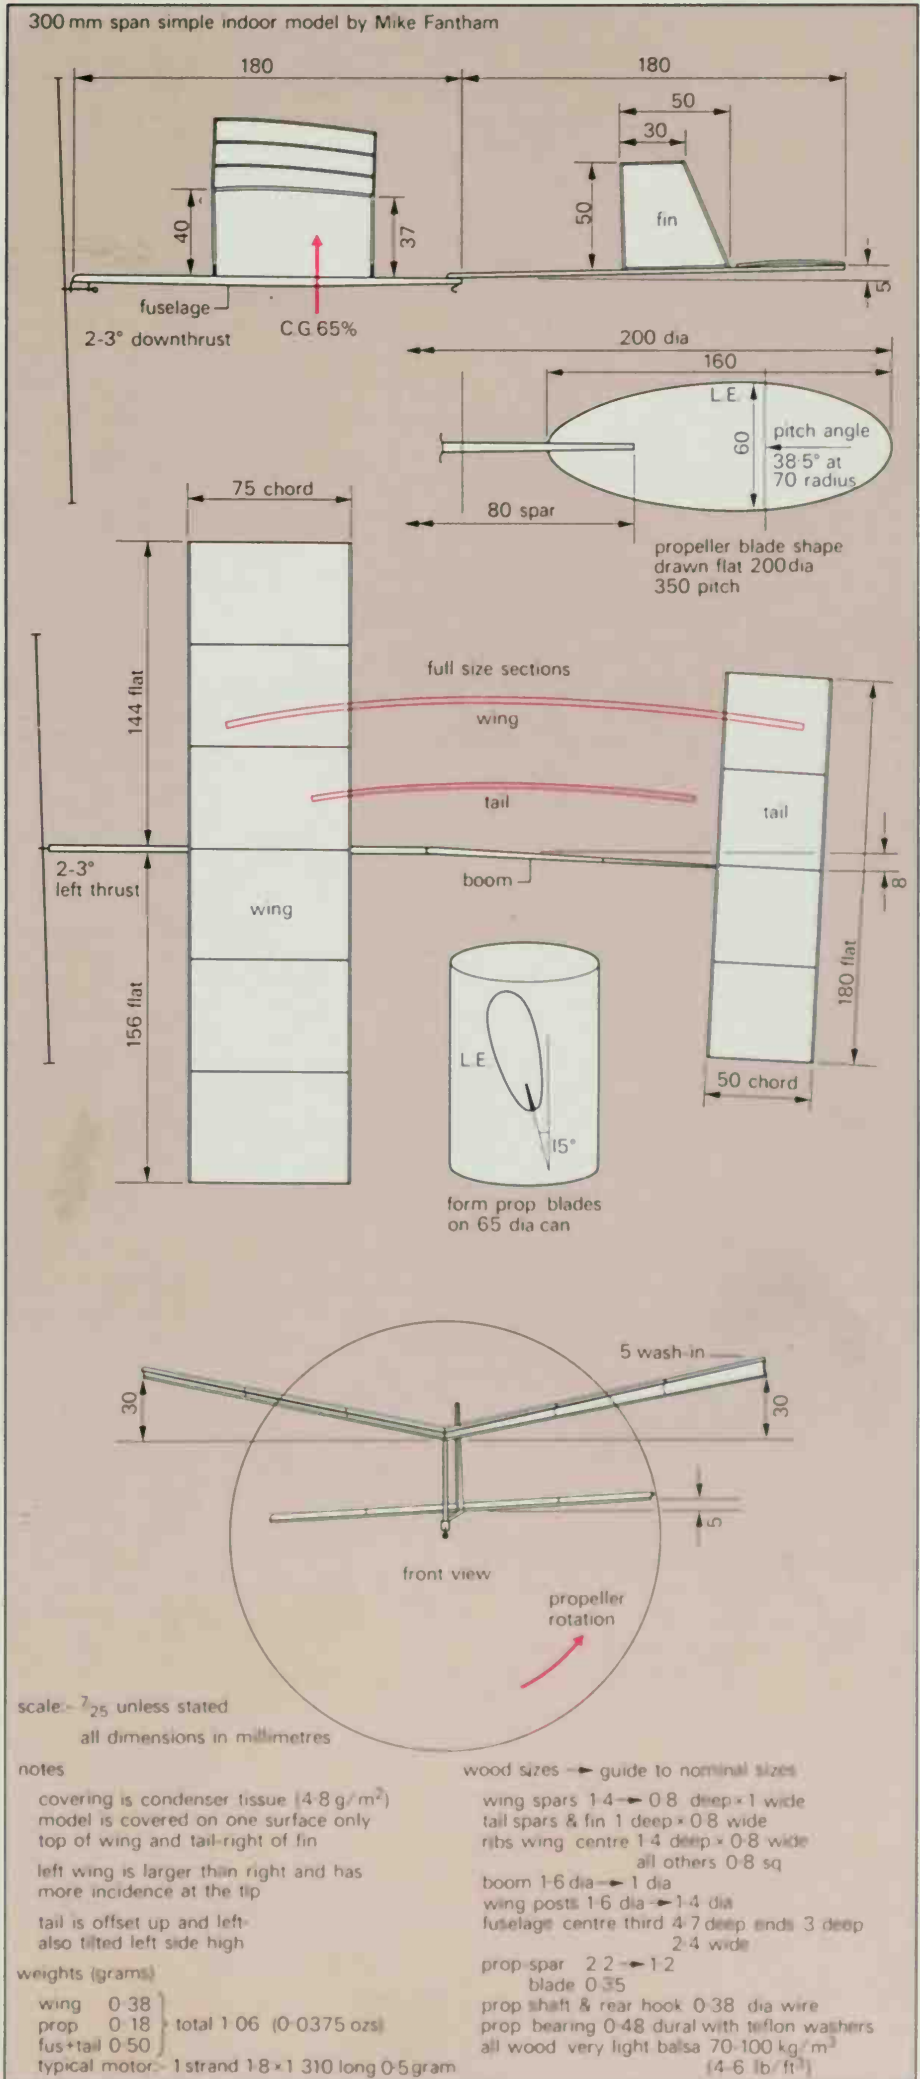 300 mm span simple indoor model by Mike Fantham
180
180
50
30
40
37
50
fin
5
fuselage
2-3° downthrust
C G 65%
200 dia
160
L.E.
60
pitch angle
38·5° at
70 radius
80 spar
propeller blade shape
drawn flat 200 dia
350 pitch
75 chord
144 flat
full size sections
wing
tail
tail
2-3°
left thrust
boom
8
wing
156 flat
180 flat
L.E.
15°
50 chord
form prop blades
on 65 dia can
5 wash-in
30
30
5
front view
propeller
rotation
scale:- 7/25 unless stated
all dimensions in millimetres
notes
covering is condenser tissue (4·8 g/m²)
model is covered on one surface only
top of wing and tail-right of fin
left wing is larger than right and has
more incidence at the tip
tail is offset up and left-
also tilted left side high
weights (grams)
wing 0·38
prop 0·18 total 1·06 (0·0375 ozs)
fus+tail 0·50
typical motor:- 1 strand 1·8 × 1 310 long 0·5 gram
wood sizes → guide to nominal sizes
wing spars 1·4 → 0·8 deep × 1 wide
tail spars & fin 1 deep × 0·8 wide
ribs wing centre 1·4 deep × 0·8 wide
all others 0·8 sq
boom 1·6 dia → 1 dia
wing posts 1·6 dia → 1·4 dia
fuselage centre third 4·7 deep ends 3 deep
2·4 wide
prop spar 2·2 → 1·2
blade 0·35
prop shaft & rear hook 0·38 dia wire
prop bearing 0·48 dural with teflon washers
all wood very light balsa 70-100 kg/m³
(4-6 lb/ft³)